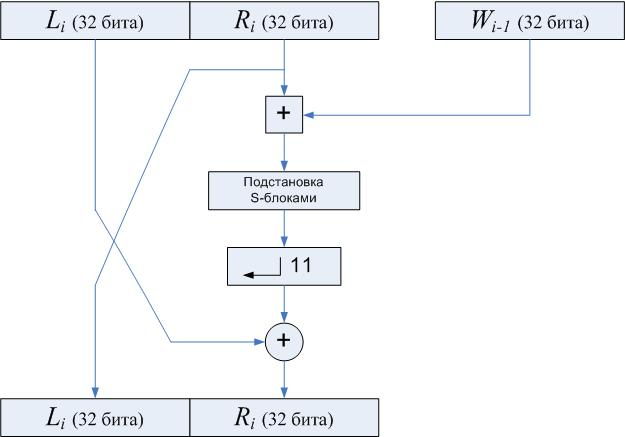 Li (32 бита) Ri (32 бита) Wi-1 (32 бита)
+
Подстановка
S-блоками
11
+
Li (32 бита) Ri (32 бита)